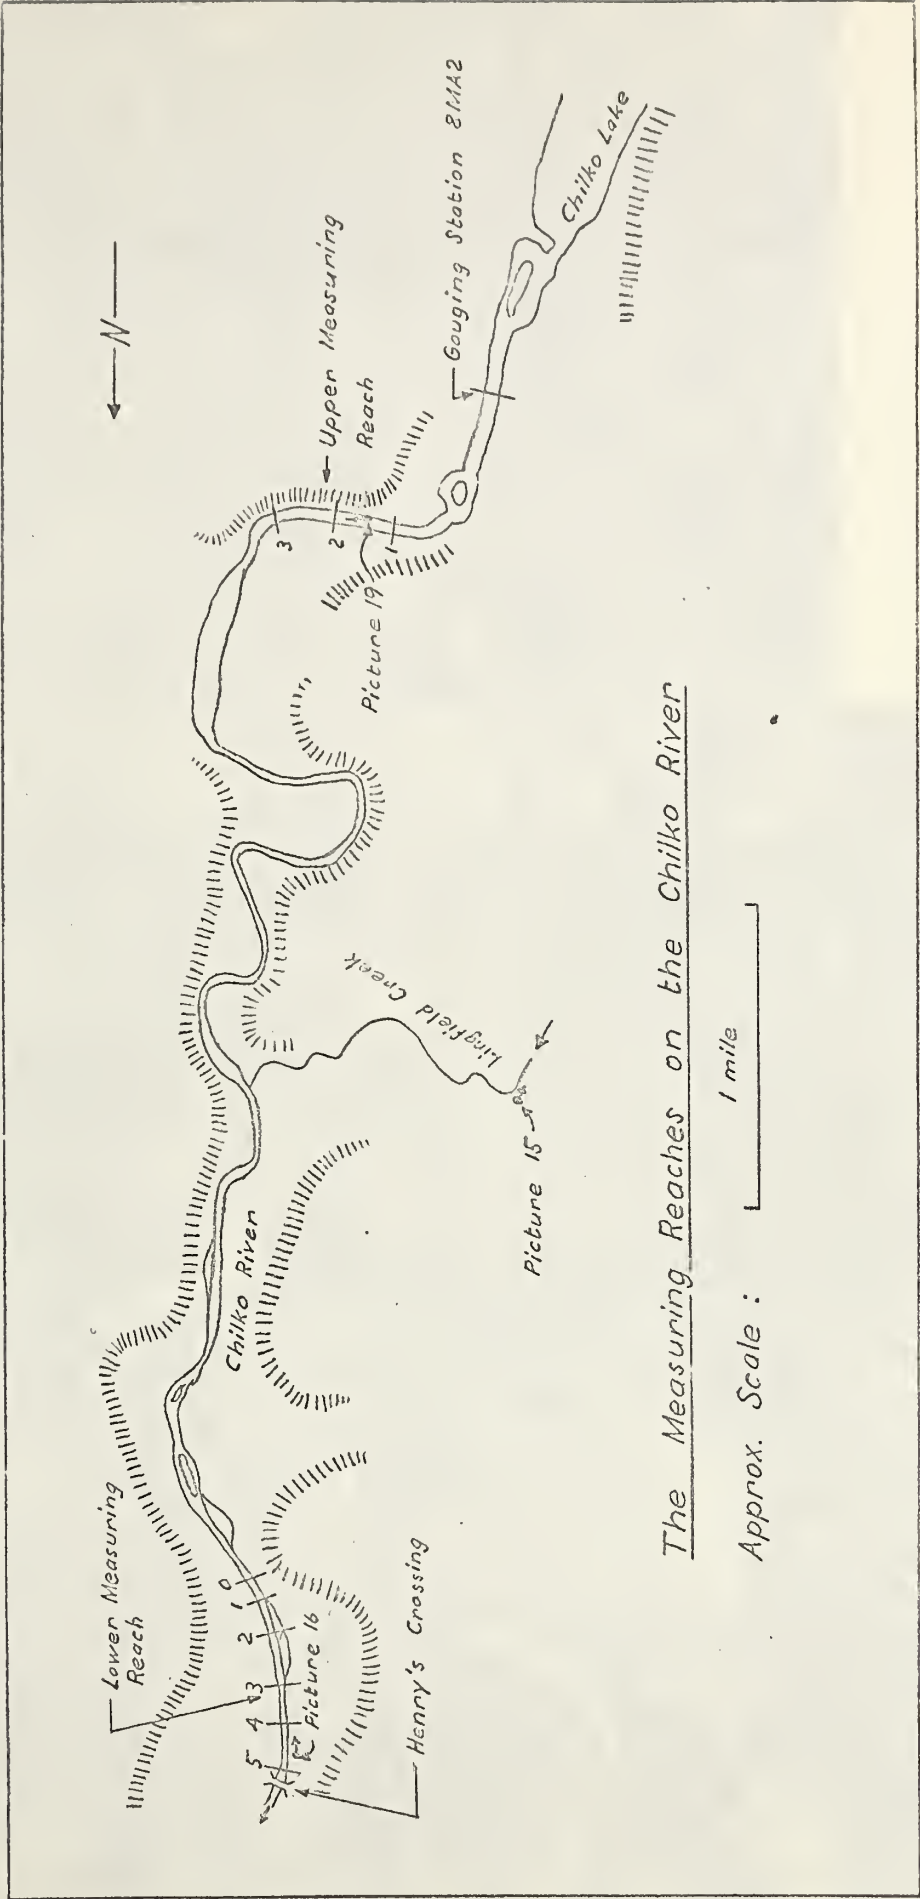 N
Lower Measuring
Reach
0
1
2
3
4
5
Picture 16
Henry's Crossing
Chilko River
Lingfield Creek
Picture 15
Picture 19
Upper Measuring
Reach
3
2
1
Gauging Station 8MA2
Chilko Lake
The Measuring Reaches on the Chilko River
Approx. Scale :
1 mile